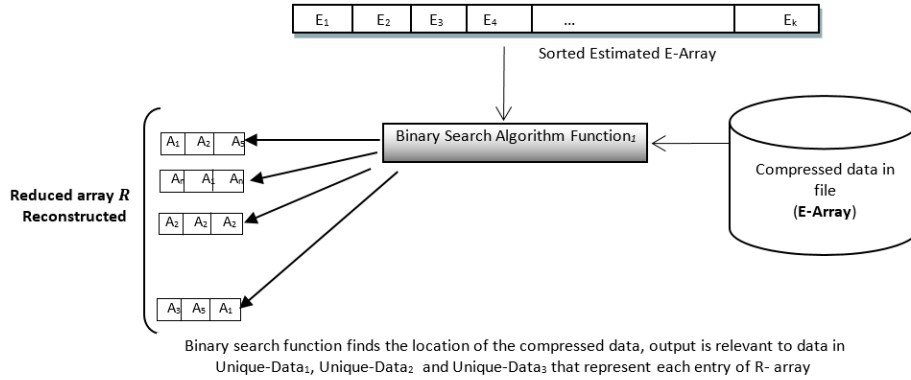 E1 E2 E3 E4 ... Ek
Sorted Estimated E-Array
Binary Search Algorithm Function1
A1 A2 A5
An A1 An
A2 A2 A2
A3 A5 A1
Reduced array R
Reconstructed
Compressed data in
file
(E-Array)
Binary search function finds the location of the compressed data, output is relevant to data in
Unique-Data1, Unique-Data2 and Unique-Data3 that represent each entry of R- array